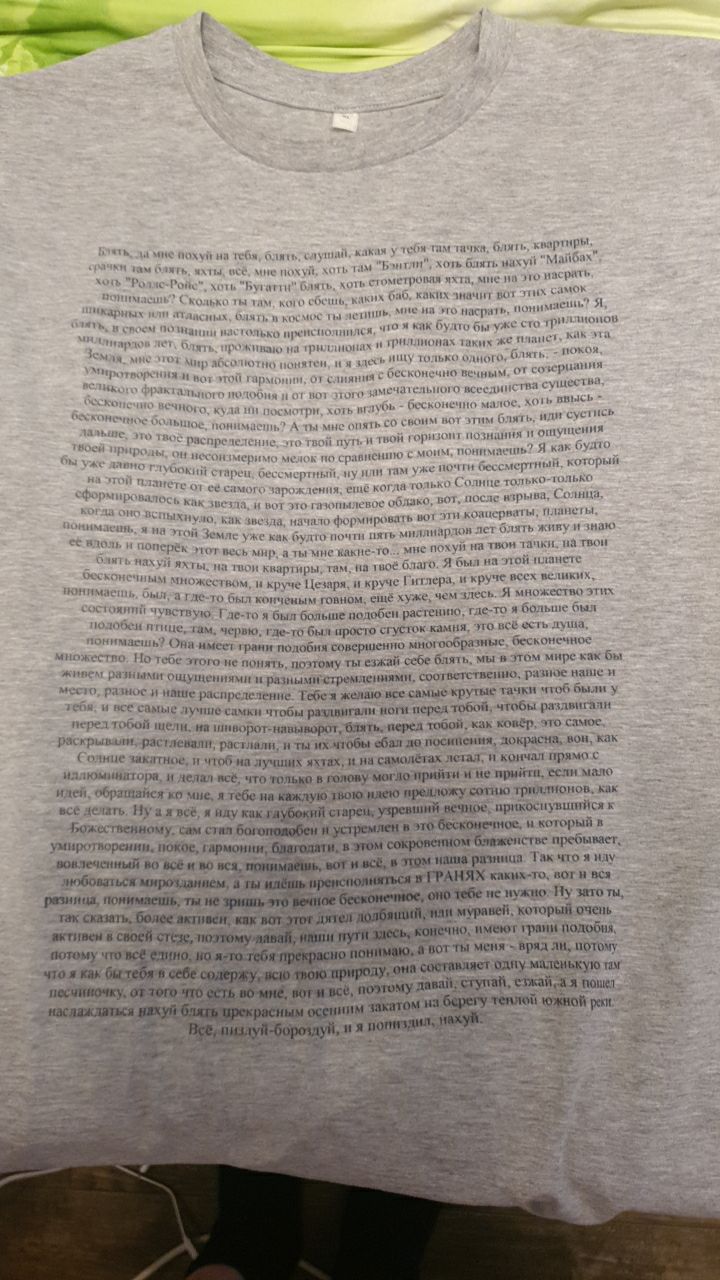 Блять, да мне похуй на тебя, блять, слушай, какая у тебя там тачка, блять, квартиры,
срачки там блять, яхты, всё, мне похуй, хоть там "Бэнтли", хоть блять нахуй "Майбах",
хоть "Роллс-Ройс", хоть "Бугатти" блять, хоть стометровая яхта, мне на это насрать,
понимаешь? Сколько ты там, кого ебешь, каких баб, каких значит вот этих самок
шикарных или атласных, блять в космос ты летишь, мне на это насрать, понимаешь? Я,
блять, в своем познании настолько преисполнился, что я как будто бы уже сто триллионов
миллиардов лет, блять, проживаю на триллионах и триллионах таких же планет, как эта
Земля, мне этот мир абсолютно понятен, и я здесь ищу только одного, блять, - покоя,
умиротворения и вот этой гармонии, от слияния с бесконечно вечным, от созерцания
великого фрактального подобия и от вот этого замечательного всеединства существа,
бесконечно вечного, куда ни посмотри, хоть вглубь - бесконечно малое, хоть ввысь -
бесконечное большое, понимаешь? А ты мне опять со своим вот этим блять, иди суетись
дальше, это твоё распределение, это твой путь и твой горизонт познания и ощущения
твоей природы, он несоизмеримо мелок по сравнению с моим, понимаешь? Я как будто
бы уже давно глубокий старец, бессмертный, ну или там уже почти бессмертный, который
на этой планете от её самого зарождения, ещё когда только Солнце только-только
сформировалось как звезда, и вот это газопылевое облако, вот, после взрыва, Солнца,
когда оно вспыхнуло, как звезда, начало формировать вот эти коацерваты, планеты,
понимаешь, я на этой Земле уже как будто почти пять миллиардов лет блять живу и знаю
её вдоль и поперёк этот весь мир, а ты мне какие-то... мне похуй на твои тачки, на твои
блять нахуй яхты, на твои квартиры, там, на твоё благо. Я был на этой планете
бесконечным множеством, и круче Цезаря, и круче Гитлера, и круче всех великих,
понимаешь, был, а где-то был конченым говном, ещё хуже, чем здесь. Я множество этих
состояний чувствую. Где-то я был больше подобен растению, где-то я больше был
подобен птице, там, червю, где-то был просто сгусток камня, это всё есть душа,
понимаешь? Она имеет грани подобия совершенно многообразные, бесконечное
множество. Но тебе этого не понять, поэтому ты езжай себе блять, мы в этом мире как бы
живем разными ощущениями и разными стремлениями, соответственно, разное наше и
место, разное и наше распределение. Тебе я желаю все самые крутые тачки чтоб были у
тебя, и все самые лучше самки чтобы раздвигали ноги перед тобой, чтобы раздвигали
перед тобой щели, на шиворот-навыворот, блять, перед тобой, как ковёр, это самое,
раскрывали, растлевали, растлали, и ты их чтобы ебал до посинения, докрасна, вон, как
Солнце закатное, и чтоб на лучших яхтах, и на самолётах летал, и кончал прямо с
иллюминатора, и делал всё, что только в голову могло прийти и не прийти, если мало
идей, обращайся ко мне, я тебе на каждую твою идею предложу сотню триллионов, как
всё делать. Ну а я всё, я иду как глубокий старец, узревший вечное, прикоснувшийся к
Божественному, сам стал богоподобен и устремлен в это бесконечное, и который в
умиротворении, покое, гармонии, благодати, в этом сокровенном блаженстве пребывает,
вовлеченный во всё и во вся, понимаешь, вот и всё, в этом наша разница. Так что я иду
любоваться мирозданием, а ты идёшь преисполняться в ГРАНЯХ каких-то, вот и вся
разница, понимаешь, ты не зришь это вечное бесконечное, оно тебе не нужно. Ну зато ты,
так сказать, более активен, как вот этот дятел долбящий, или муравей, который очень
активен в своей стезе, поэтому давай, наши пути здесь, конечно, имеют грани подобия,
потому что всё едино, но я-то тебя прекрасно понимаю, а вот ты меня - вряд ли, потому
что я как бы тебя в себе содержу, всю твою природу, она составляет одну маленькую там
песчиночку, от того что есть во мне, вот и всё, поэтому давай, ступай, езжай, а я пошел
наслаждаться нахуй блять прекрасным осенним закатом на берегу теплой южной реки.
Всё, пиздуй-бороздуй, и я попиздил, нахуй.